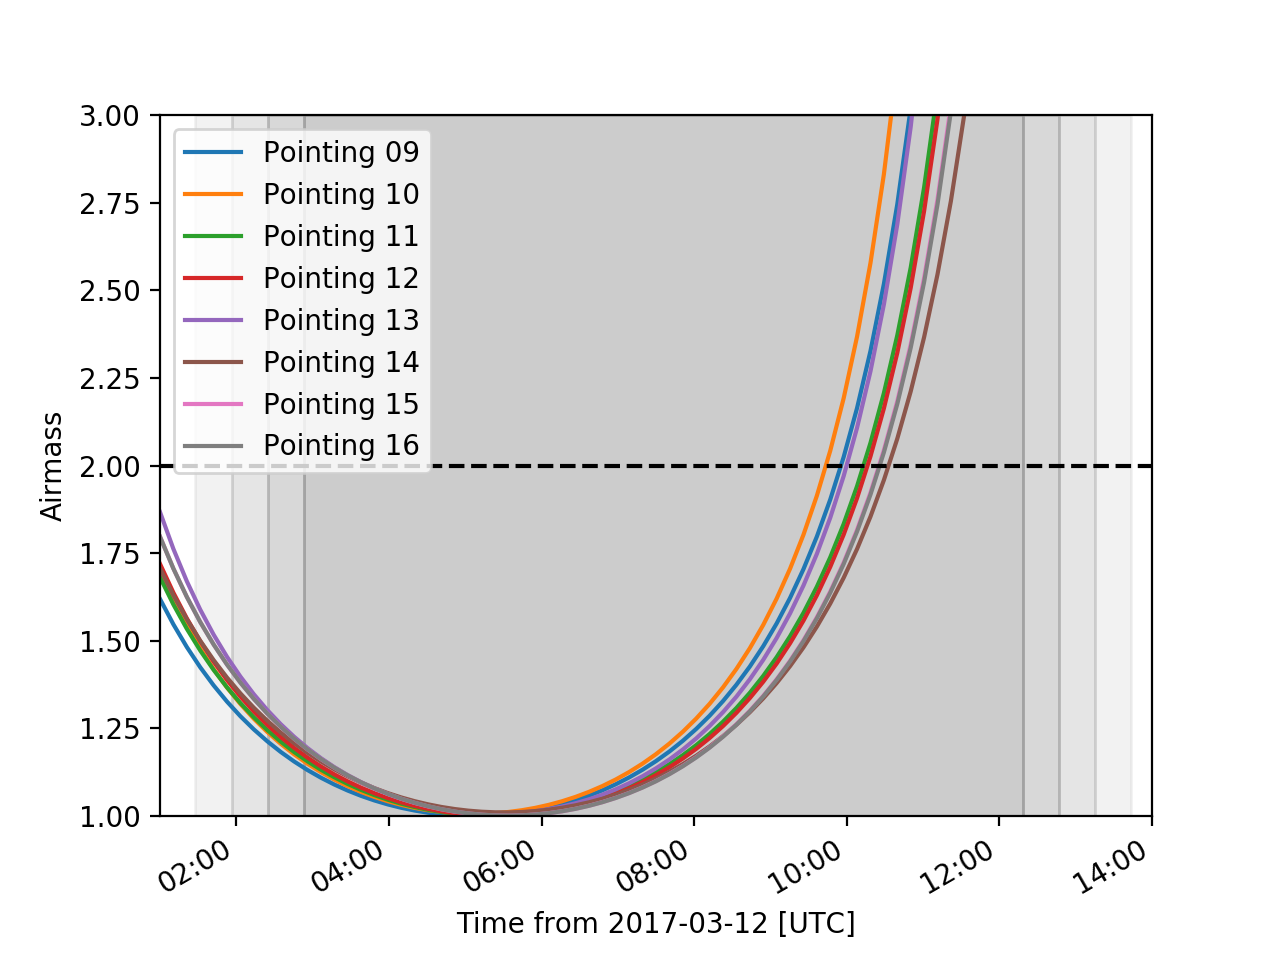 3.00
2.75
2.50
2.25
2.00
1.75
1.50
1.25
1.00
Airmass
Pointing 09
Pointing 10
Pointing 11
Pointing 12
Pointing 13
Pointing 14
Pointing 15
Pointing 16
02:00
04:00
06:00
08:00
10:00
12:00
14:00
Time from 2017-03-12 [UTC]